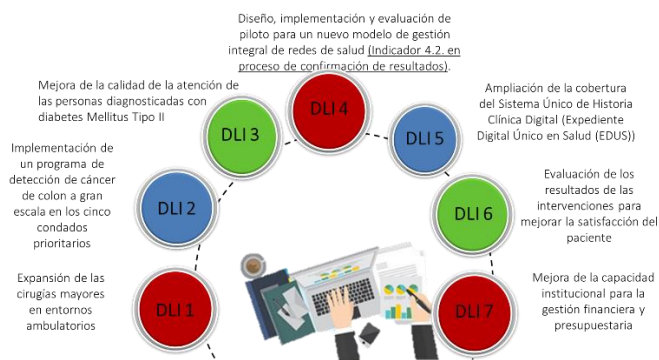 Diseño, implementación y evaluación de
piloto para un nuevo modelo de gestión
integral de redes de salud (Indicador 4.2. en
proceso de confirmación de resultados).
DLI 4
Mejora de la calidad de la atención de
las personas diagnosticadas con
diabetes Mellitus Tipo II
DLI 3
Ampliación de la cobertura
del Sistema Único de Historia
Clínica Digital (Expediente
Digital Único en Salud (EDUS))
DLI 5
Implementación de
un programa de
detección de cáncer
de colon a gran
escala en los cinco
condados
prioritarios
DLI 2
Evaluación de los
resultados de las
intervenciones para
mejorar la satisfacción del
paciente
DLI 6
Expansión de las
cirugías mayores
en entornos
ambulatorios
DLI 1
Mejora de la capacidad
institucional para la
gestión financiera y
presupuestaria
DLI 7